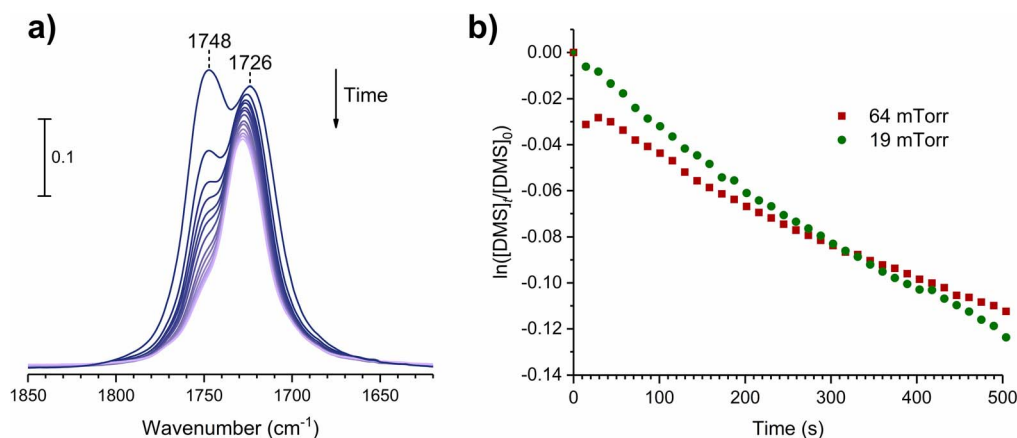 a)
1748
1726
Time
0.1
1850
1800
1750
1700
1650
Wavenumber (cm⁻¹)
b)
0.00
-0.02
-0.04
-0.06
-0.08
-0.10
-0.12
-0.14
ln([DMS]ₜ/[DMS]₀)
64 mTorr
19 mTorr
0
100
200
300
400
500
Time (s)